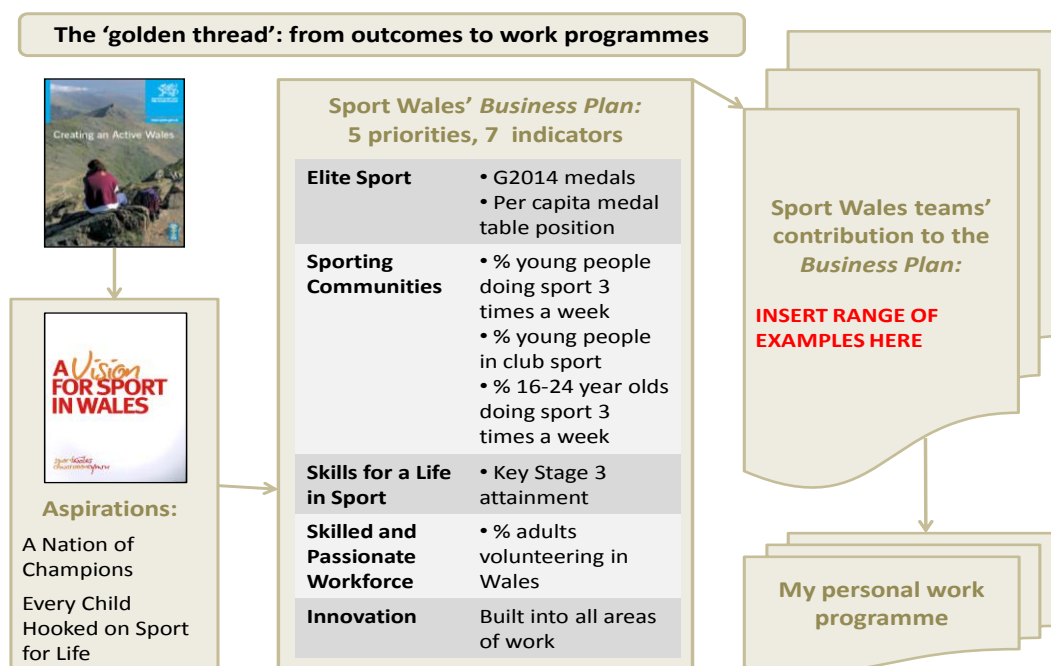 The ‘golden thread’: from outcomes to work programmes
Creating an Active Wales
A Vision
FOR SPORT
IN WALES
Aspirations:
A Nation of
Champions
Every Child
Hooked on Sport
for Life
Sport Wales’ Business Plan:
5 priorities, 7 indicators
Elite Sport
• G2014 medals
• Per capita medal
table position
Sporting
Communities
• % young people
doing sport 3
times a week
• % young people
in club sport
• % 16-24 year olds
doing sport 3
times a week
Skills for a Life
in Sport
• Key Stage 3
attainment
Skilled and
Passionate
Workforce
• % adults
volunteering in
Wales
Innovation
Built into all areas
of work
Sport Wales teams’
contribution to the
Business Plan:
INSERT RANGE OF
EXAMPLES HERE
My personal work
programme